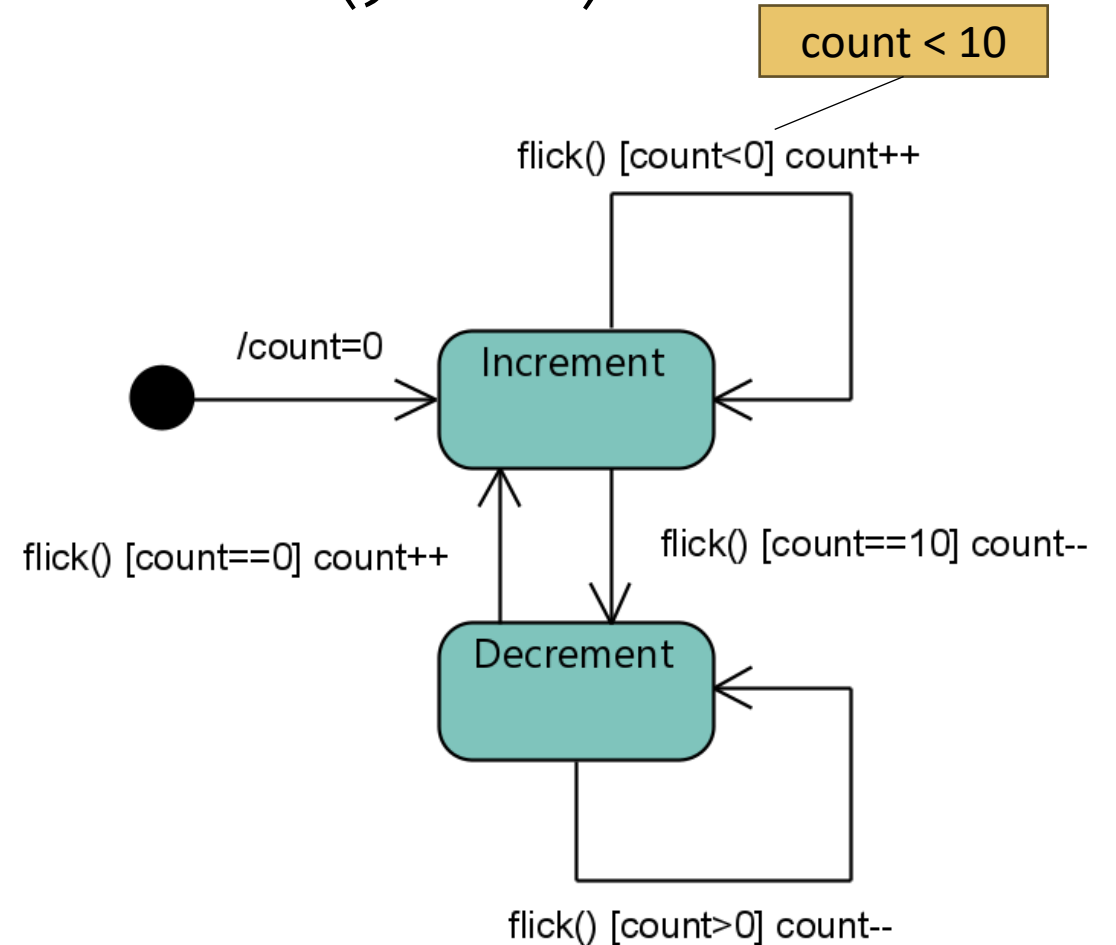 count < 10
flick() [count<0] count++
/count=0
Increment
flick() [count==0] count++
flick() [count==10] count--
Decrement
flick() [count>0] count--